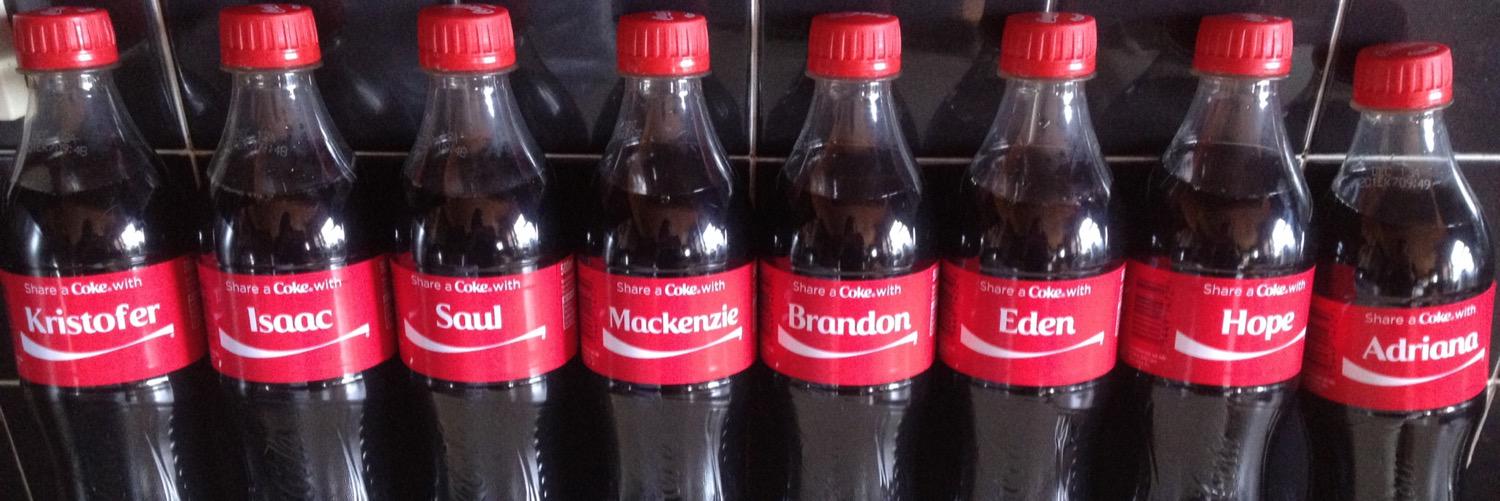 Share a Coke with
Kristofer
Share a Coke with
Isaac
Share a Coke with
Saul
Share a Coke with
Mackenzie
Share a Coke with
Brandon
Share a Coke with
Eden
Share a Coke with
Hope
Share a Coke with
Adriana